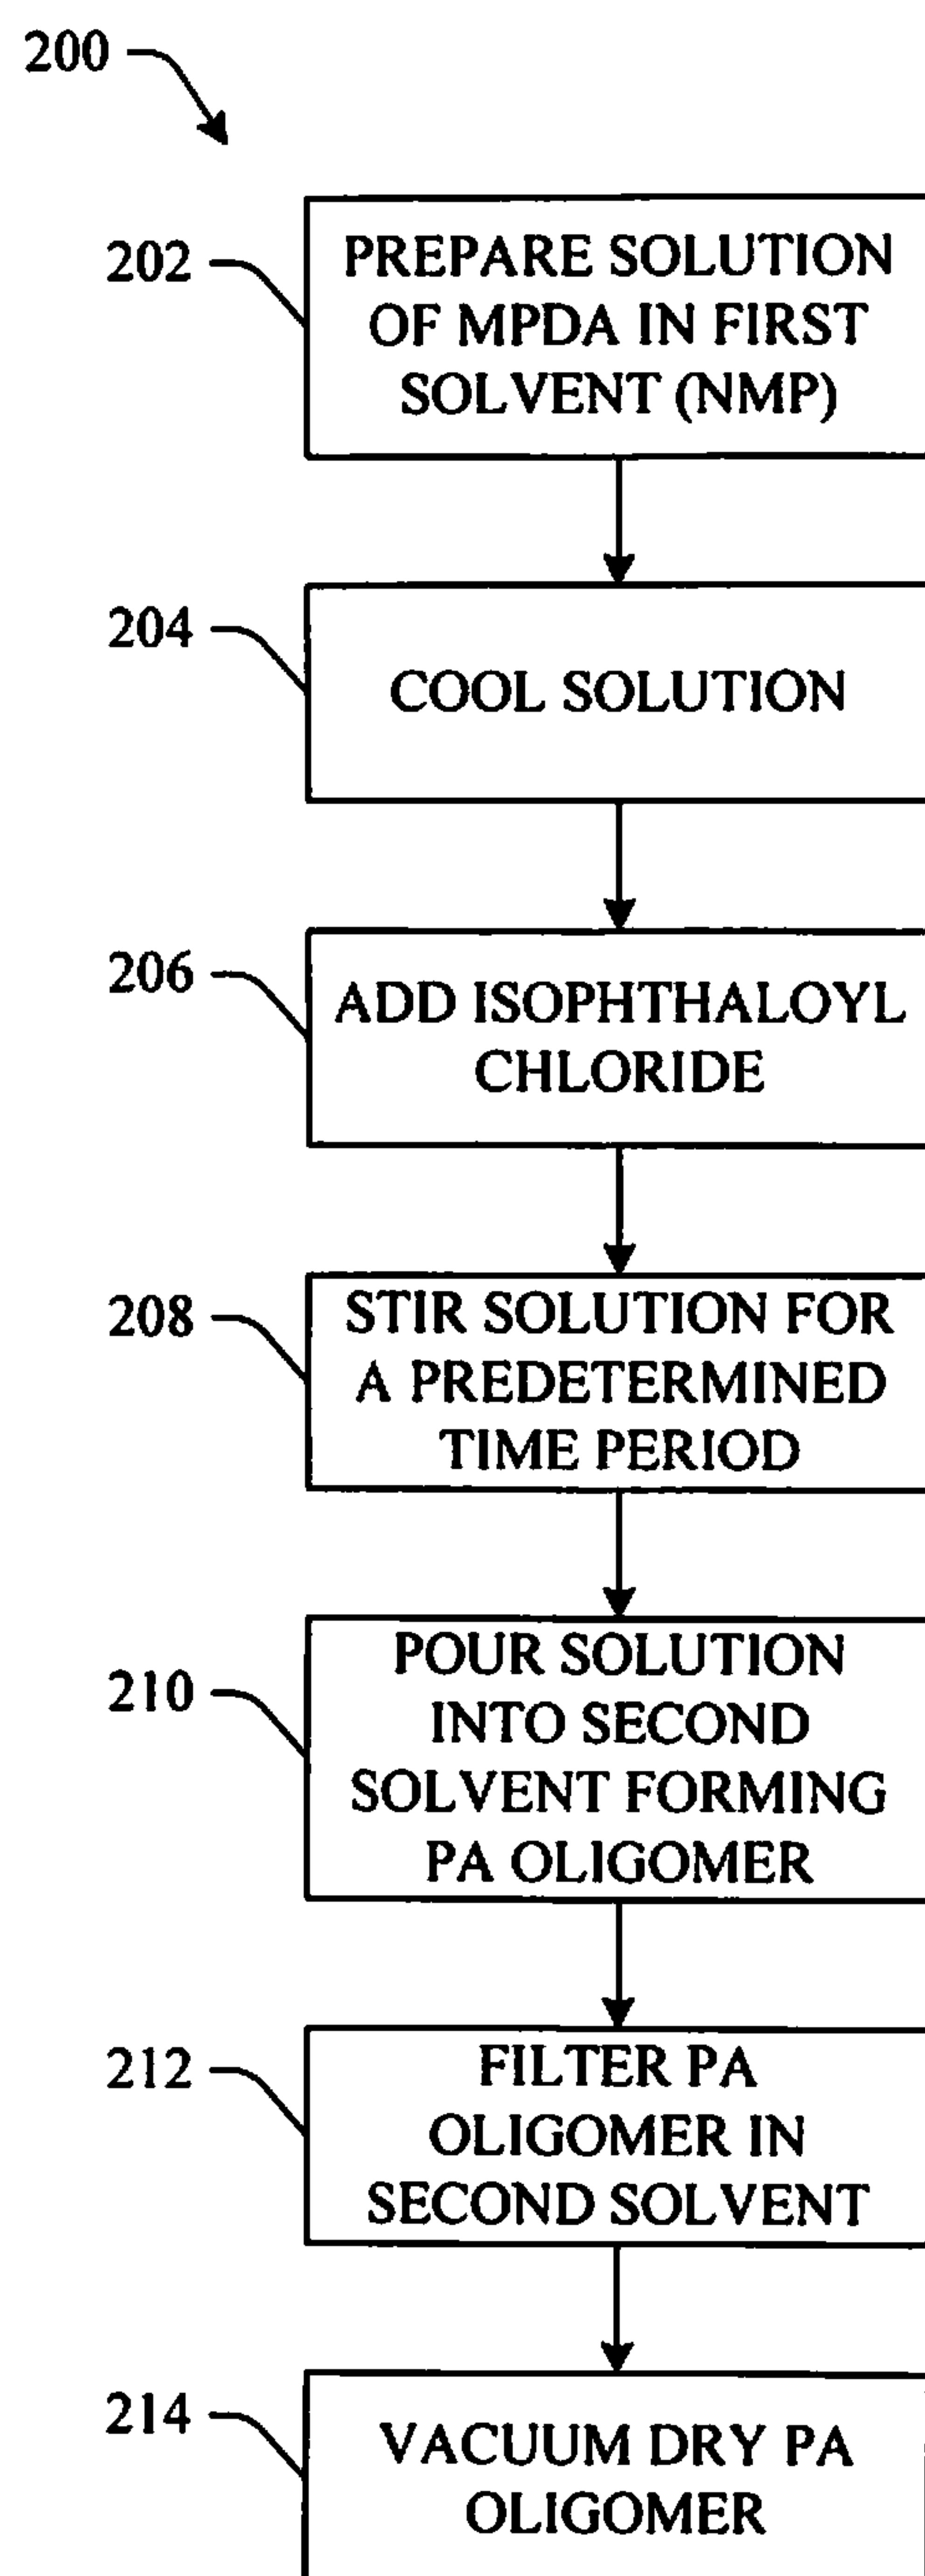 200
202
PREPARE SOLUTION
OF MPDA IN FIRST
SOLVENT (NMP)
204
COOL SOLUTION
206
ADD ISOPHTHALOYL
CHLORIDE
208
STIR SOLUTION FOR
A PREDETERMINED
TIME PERIOD
210
POUR SOLUTION
INTO SECOND
SOLVENT FORMING
PA OLIGOMER
212
FILTER PA
OLIGOMER IN
SECOND SOLVENT
214
VACUUM DRY PA
OLIGOMER